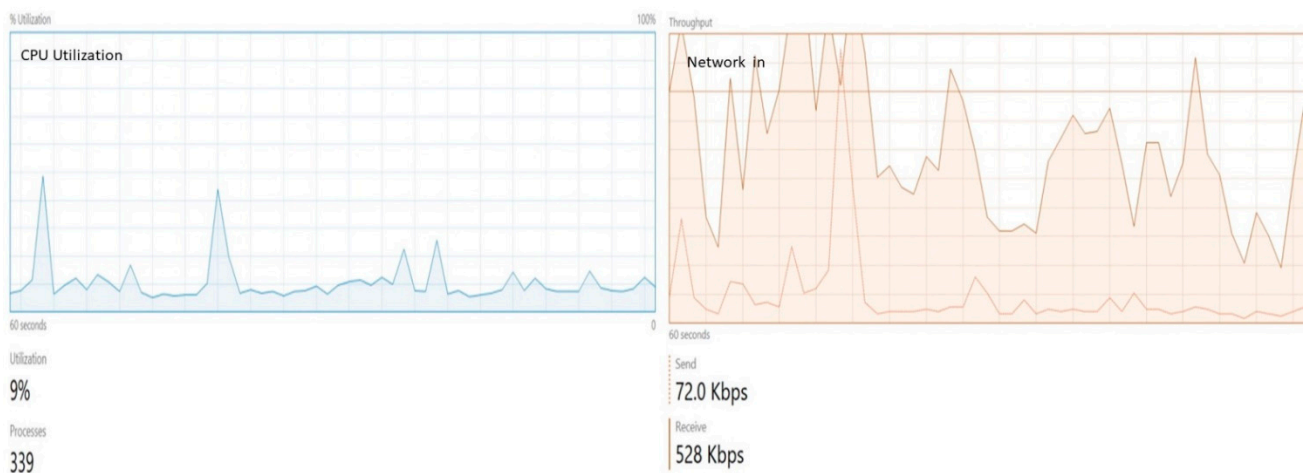 % Utilization
100%
CPU Utilization
60 seconds
0
Utilization
9%
Processes
339
Throughput
Network in
60 seconds
Send
72.0 Kbps
Receive
528 Kbps